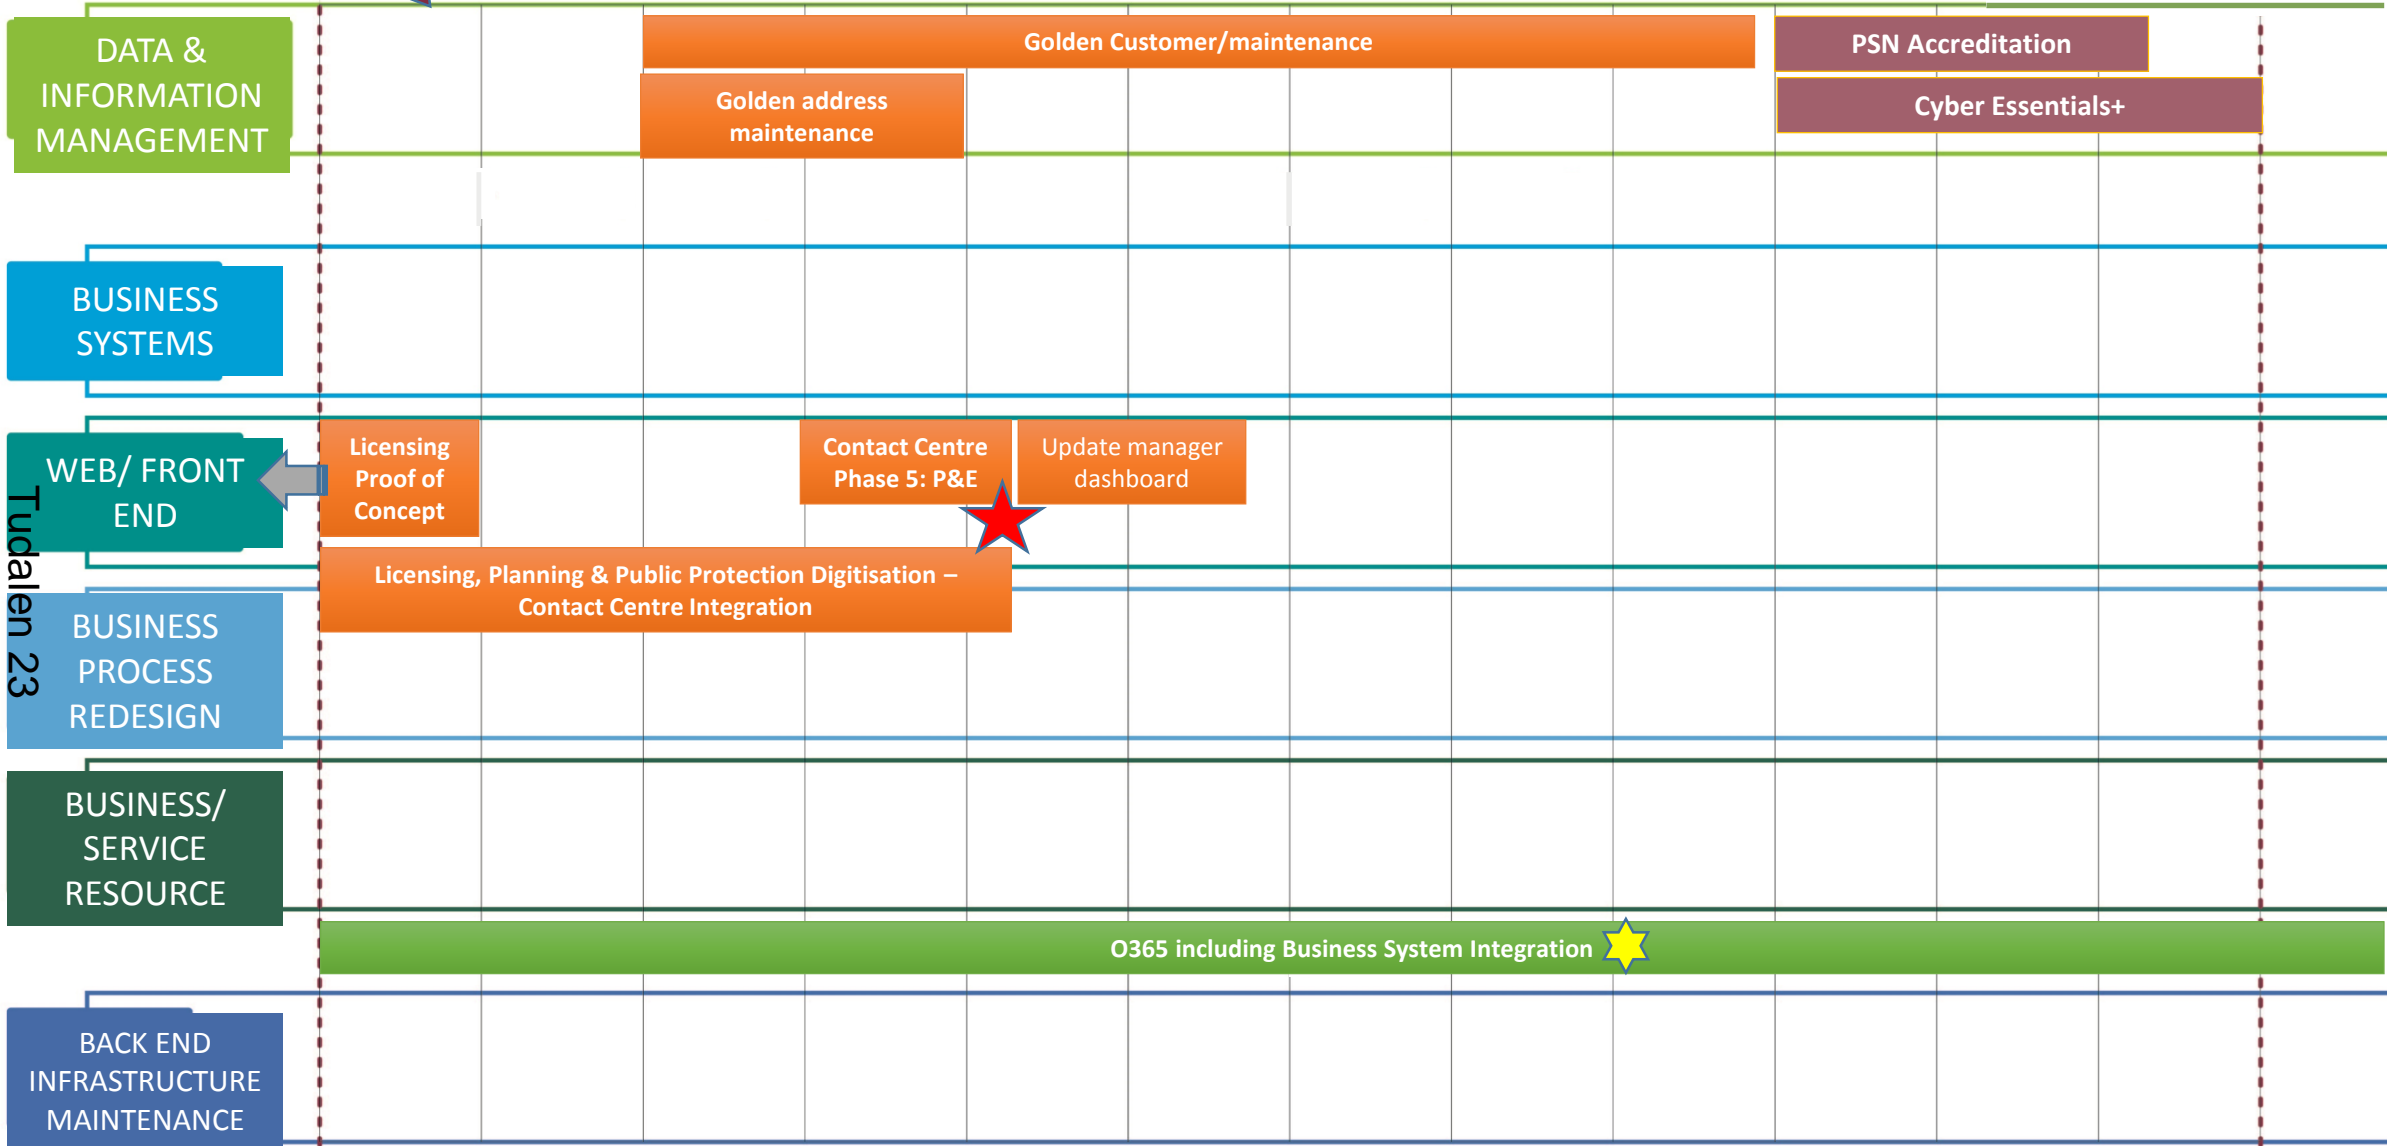 DATA &
INFORMATION
MANAGEMENT
Golden Customer/maintenance
PSN Accreditation
Golden address
maintenance
Cyber Essentials+
BUSINESS
SYSTEMS
WEB/ FRONT
END
Licensing
Proof of
Concept
Contact Centre
Phase 5: P&E
Update manager
dashboard
Licensing, Planning & Public Protection Digitisation –
Contact Centre Integration
Tudalen 23
BUSINESS
PROCESS
REDESIGN
BUSINESS/
SERVICE
RESOURCE
O365 including Business System Integration
BACK END
INFRASTRUCTURE
MAINTENANCE